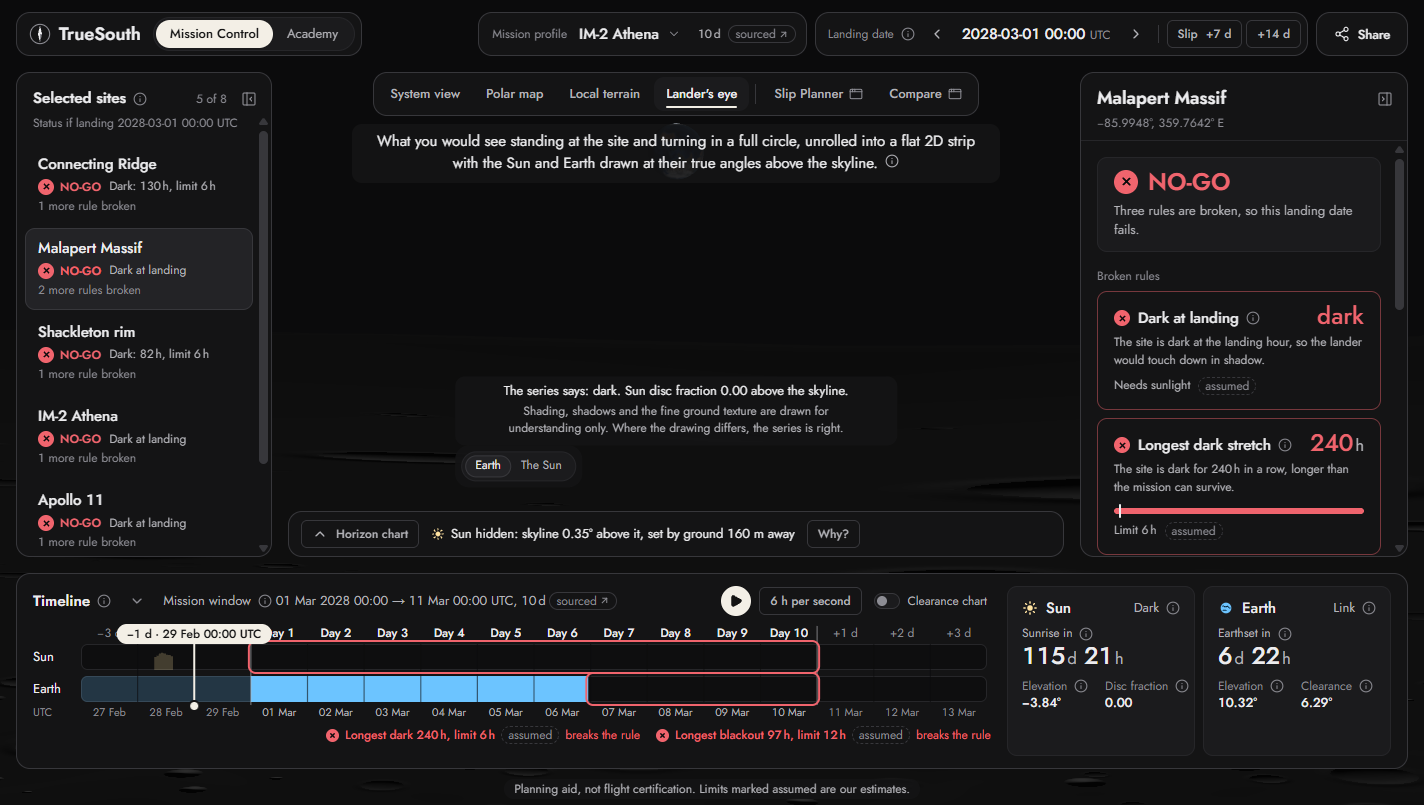 TrueSouth
Mission Control
Academy
Mission profile IM-2 Athena 10 d sourced ↗
Landing date 2028-03-01 00:00 UTC
Slip +7 d +14 d
Share
Selected sites 5 of 8
Status if landing 2028-03-01 00:00 UTC
Connecting Ridge
NO-GO Dark: 130 h, limit 6 h
1 more rule broken
Malapert Massif
NO-GO Dark at landing
2 more rules broken
Shackleton rim
NO-GO Dark: 82 h, limit 6 h
1 more rule broken
IM-2 Athena
NO-GO Dark at landing
1 more rule broken
Apollo 11
NO-GO Dark at landing
1 more rule broken
System view
Polar map
Local terrain
Lander's eye
Slip Planner
Compare
What you would see standing at the site and turning in a full circle, unrolled into a flat 2D strip
with the Sun and Earth drawn at their true angles above the skyline.
The series says: dark. Sun disc fraction 0.00 above the skyline.
Shading, shadows and the fine ground texture are drawn for
understanding only. Where the drawing differs, the series is right.
Earth The Sun
Horizon chart
Sun hidden: skyline 0.35° above it, set by ground 160 m away
Why?
Malapert Massif
−85.9948°, 359.7642° E
NO-GO
Three rules are broken, so this landing date
fails.
Broken rules
Dark at landing dark
The site is dark at the landing hour, so the lander
would touch down in shadow.
Needs sunlight assumed
Longest dark stretch 240 h
The site is dark for 240 h in a row, longer than
the mission can survive.
Limit 6 h assumed
Timeline
Mission window 01 Mar 2028 00:00 → 11 Mar 00:00 UTC, 10 d sourced ↗
6 h per second
Clearance chart
−1 d · 29 Feb 00:00 UTC
Day 2 Day 3 Day 4 Day 5 Day 6 Day 7 Day 8 Day 9 Day 10 +1 d +2 d +3 d
Sun
Earth
UTC 27 Feb 28 Feb 29 Feb 01 Mar 02 Mar 03 Mar 04 Mar 05 Mar 06 Mar 07 Mar 08 Mar 09 Mar 10 Mar 11 Mar 12 Mar 13 Mar
Longest dark 240 h, limit 6 h assumed breaks the rule
Longest blackout 97 h, limit 12 h assumed breaks the rule
Sun Dark
Sunrise in
115 d 21 h
Elevation Disc fraction
−3.84° 0.00
Earth Link
Earthset in
6 d 22 h
Elevation Clearance
10.32° 6.29°
Planning aid, not flight certification. Limits marked assumed are our estimates.